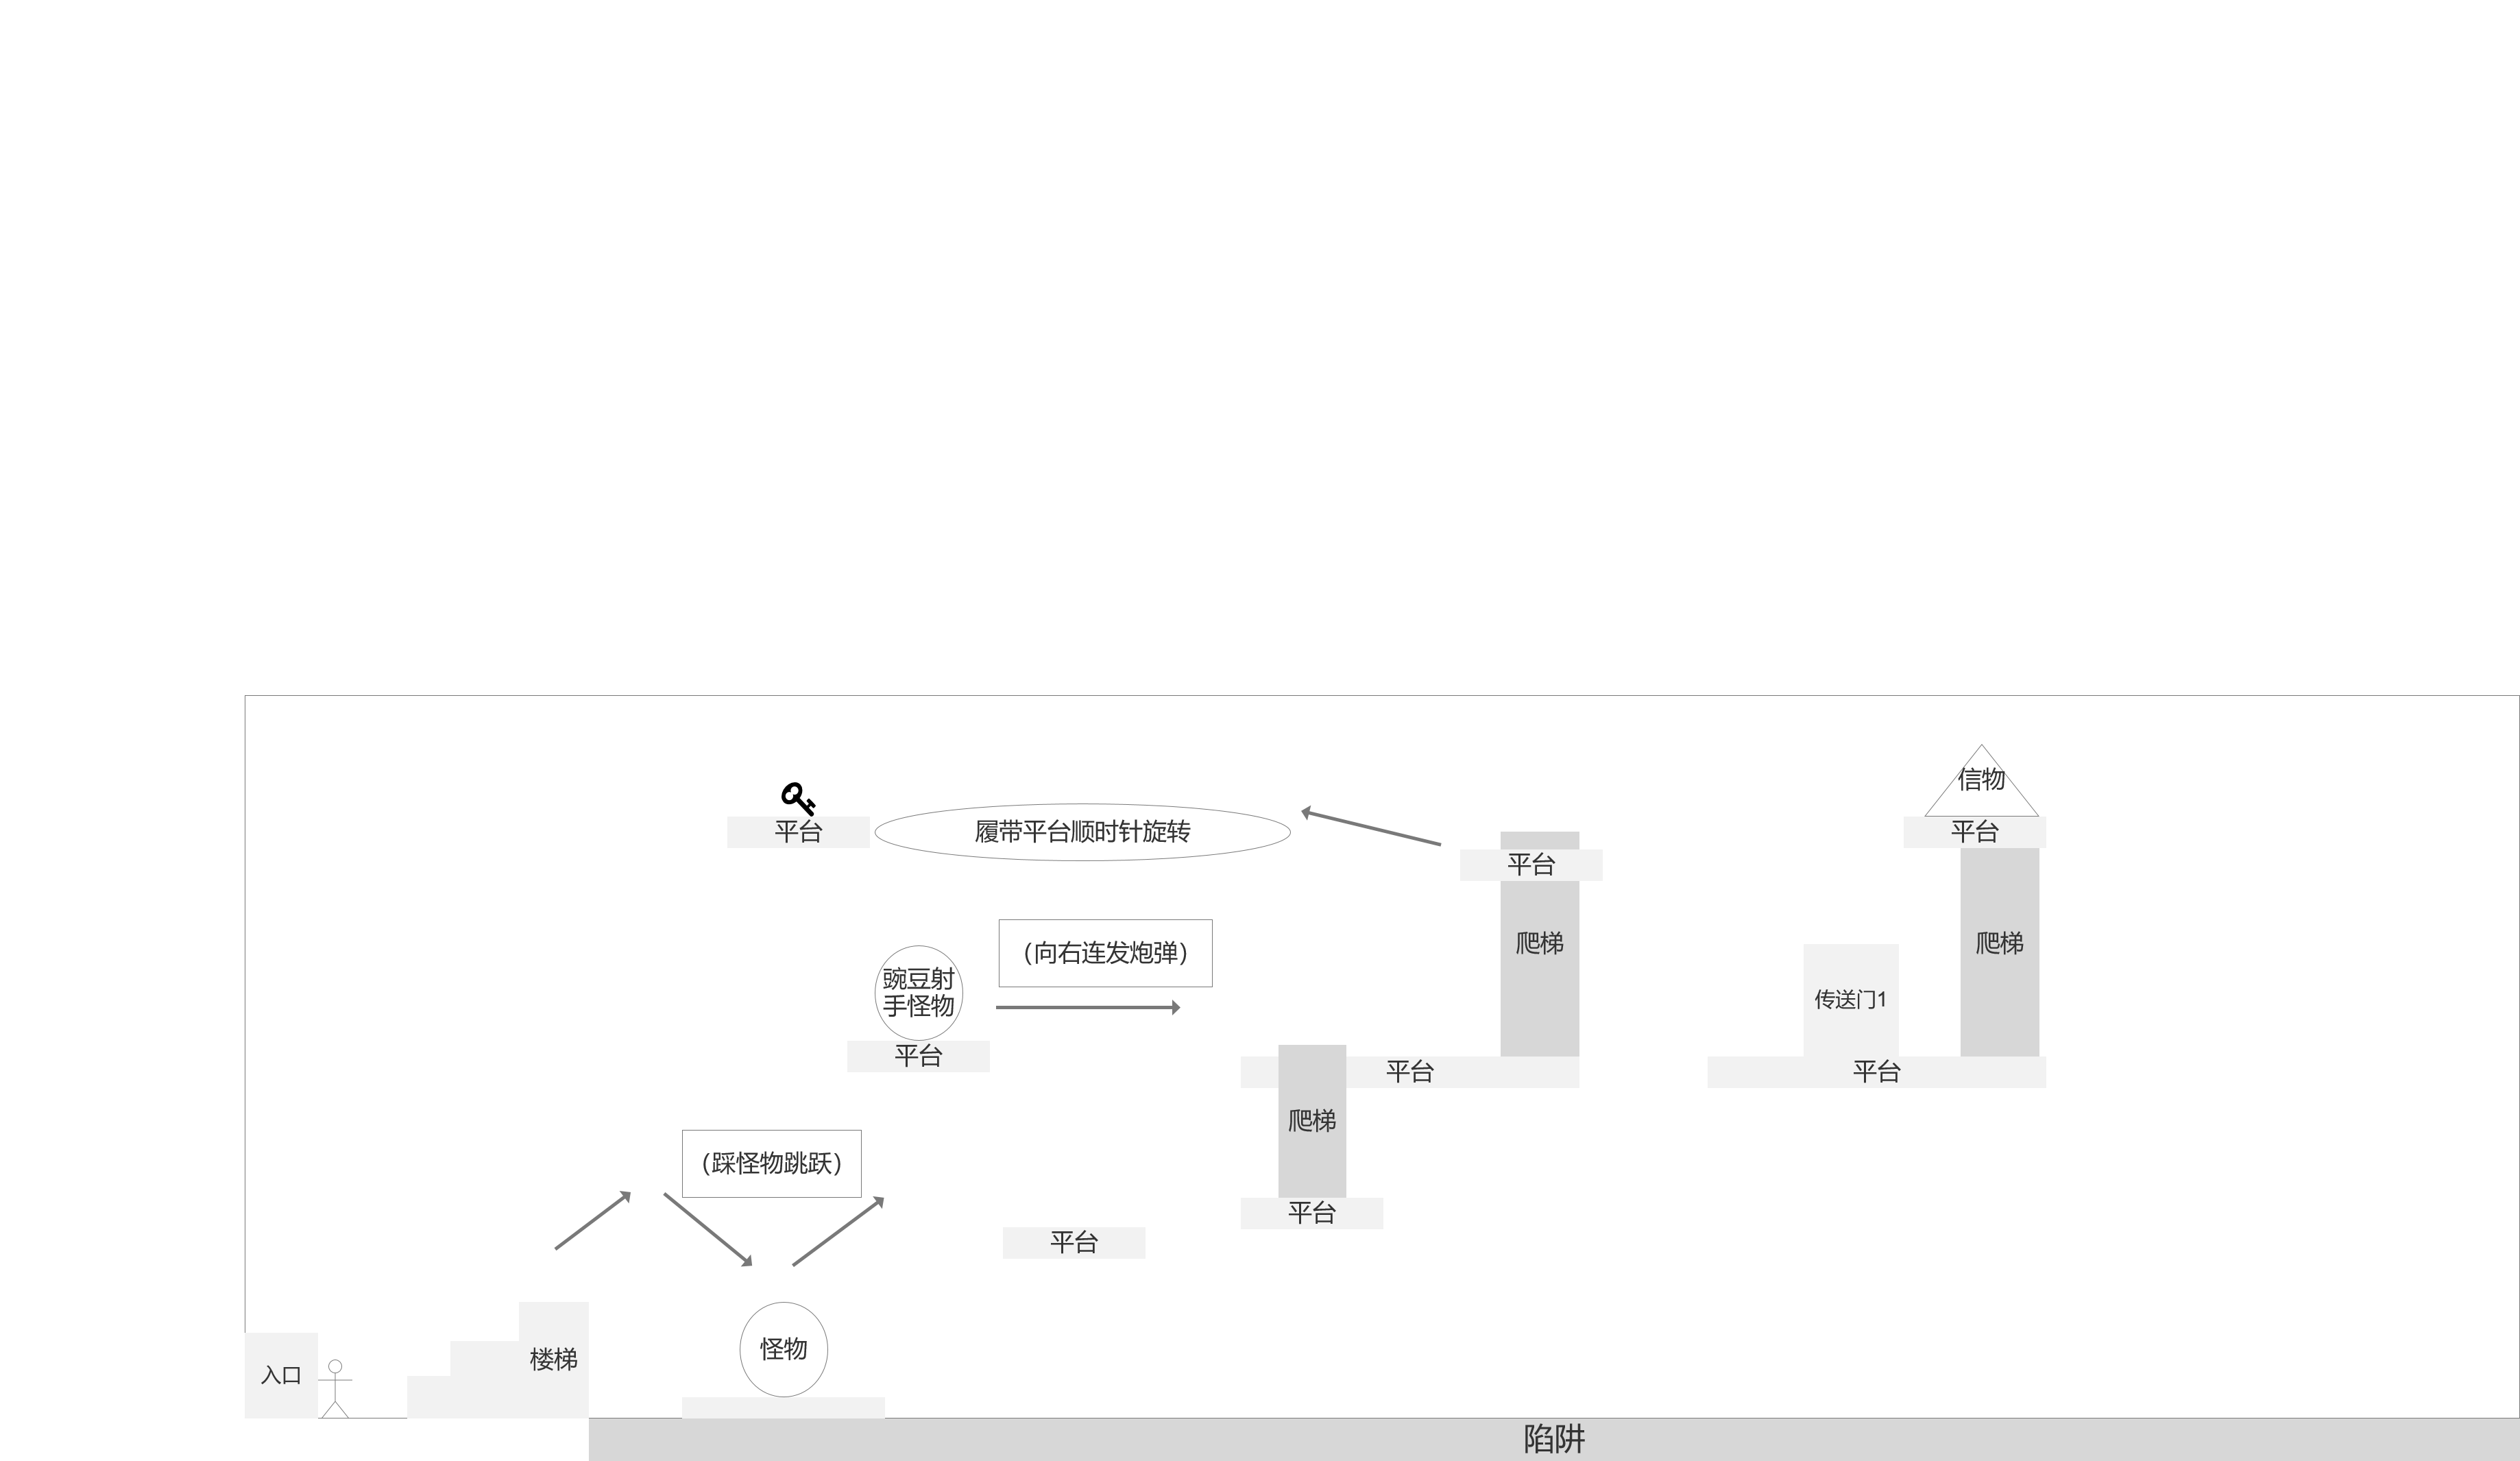 信物
平台
履带平台顺时针旋转
平台
平台
爬梯
爬梯
（向右连发炮弹）
豌豆射
手怪物
传送门1
平台
平台
平台
爬梯
（踩怪物跳跃）
平台
平台
怪物
楼梯
入口
陷阱